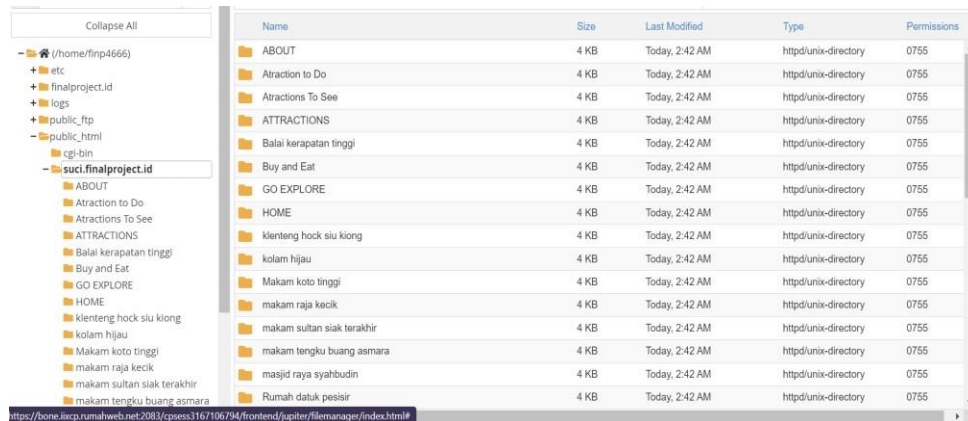 Collapse All
(/home/finp4666)
etc
finalproject.id
logs
public_ftp
public_html
cgi-bin
suci.finalproject.id
ABOUT
Atraction to Do
Atractions To See
ATTRACTIONS
Balai kerapatan tinggi
Buy and Eat
GO EXPLORE
HOME
klenteng hock siu kiong
kolam hijau
Makam koto tinggi
makam raja kecik
makam sultan siak terakhir
makam tengku buang asmara
Name Size Last Modified Type Permissions
ABOUT 4 KB Today, 2:42 AM httpd/unix-directory 0755
Atraction to Do 4 KB Today, 2:42 AM httpd/unix-directory 0755
Atractions To See 4 KB Today, 2:42 AM httpd/unix-directory 0755
ATTRACTIONS 4 KB Today, 2:42 AM httpd/unix-directory 0755
Balai kerapatan tinggi 4 KB Today, 2:42 AM httpd/unix-directory 0755
Buy and Eat 4 KB Today, 2:42 AM httpd/unix-directory 0755
GO EXPLORE 4 KB Today, 2:42 AM httpd/unix-directory 0755
HOME 4 KB Today, 2:42 AM httpd/unix-directory 0755
klenteng hock siu kiong 4 KB Today, 2:42 AM httpd/unix-directory 0755
kolam hijau 4 KB Today, 2:42 AM httpd/unix-directory 0755
Makam koto tinggi 4 KB Today, 2:42 AM httpd/unix-directory 0755
makam raja kecik 4 KB Today, 2:42 AM httpd/unix-directory 0755
makam sultan siak terakhir 4 KB Today, 2:42 AM httpd/unix-directory 0755
makam tengku buang asmara 4 KB Today, 2:42 AM httpd/unix-directory 0755
masjid raya syahbudin 4 KB Today, 2:42 AM httpd/unix-directory 0755
Rumah datuk pesisir 4 KB Today, 2:42 AM httpd/unix-directory 0755
https://bone.iixcp.rumahweb.net:2083/cpsess3167106794/frontend/jupiter/filemanager/index.html#